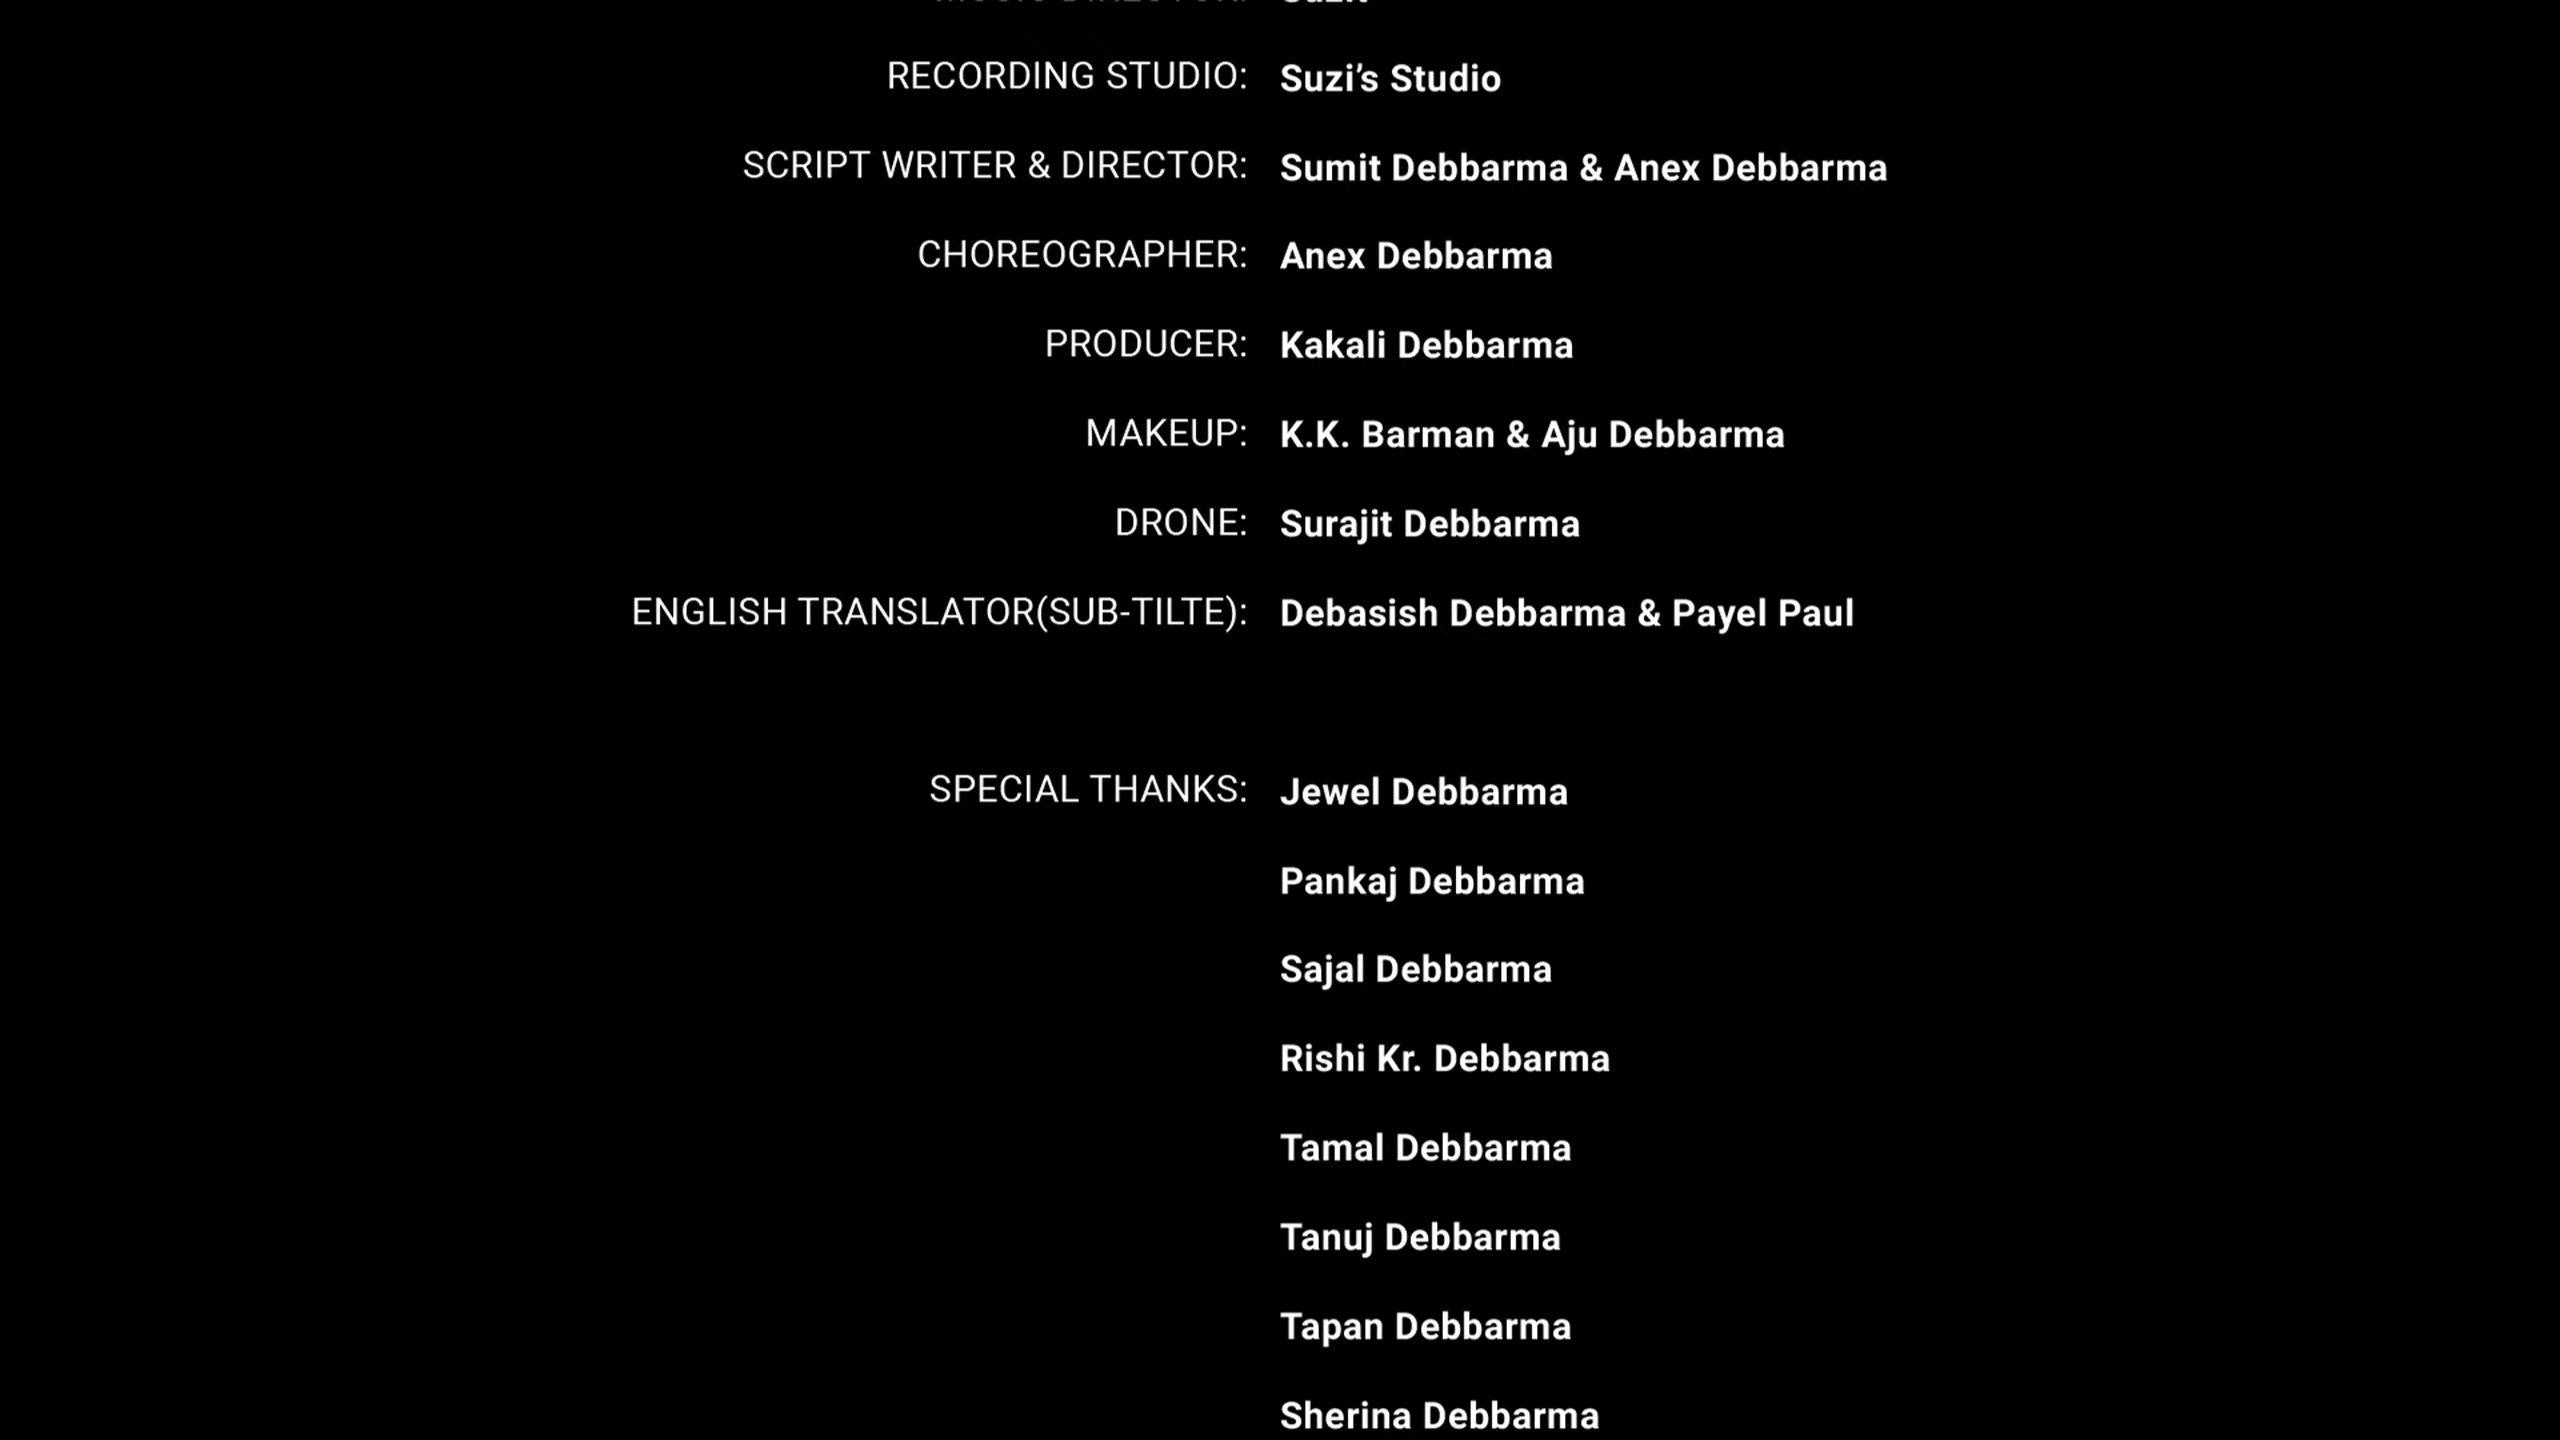 RECORDING STUDIO: Suzi's Studio
SCRIPT WRITER & DIRECTOR: Sumit Debbarma & Anex Debbarma
CHOREOGRAPHER: Anex Debbarma
PRODUCER: Kakali Debbarma
MAKEUP: K.K. Barman & Aju Debbarma
DRONE: Surajit Debbarma
ENGLISH TRANSLATOR(SUB-TILTE): Debasish Debbarma & Payel Paul
SPECIAL THANKS: Jewel Debbarma
Pankaj Debbarma
Sajal Debbarma
Rishi Kr. Debbarma
Tamal Debbarma
Tanuj Debbarma
Tapan Debbarma
Sherina Debbarma